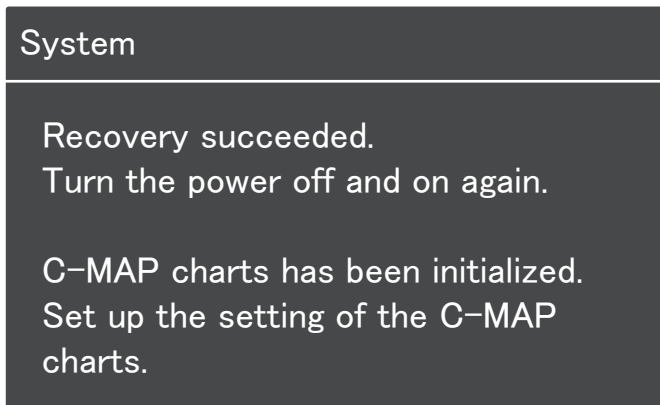 System
Recovery succeeded.
Turn the power off and on again.
C-MAP charts has been initialized.
Set up the setting of the C-MAP
charts.